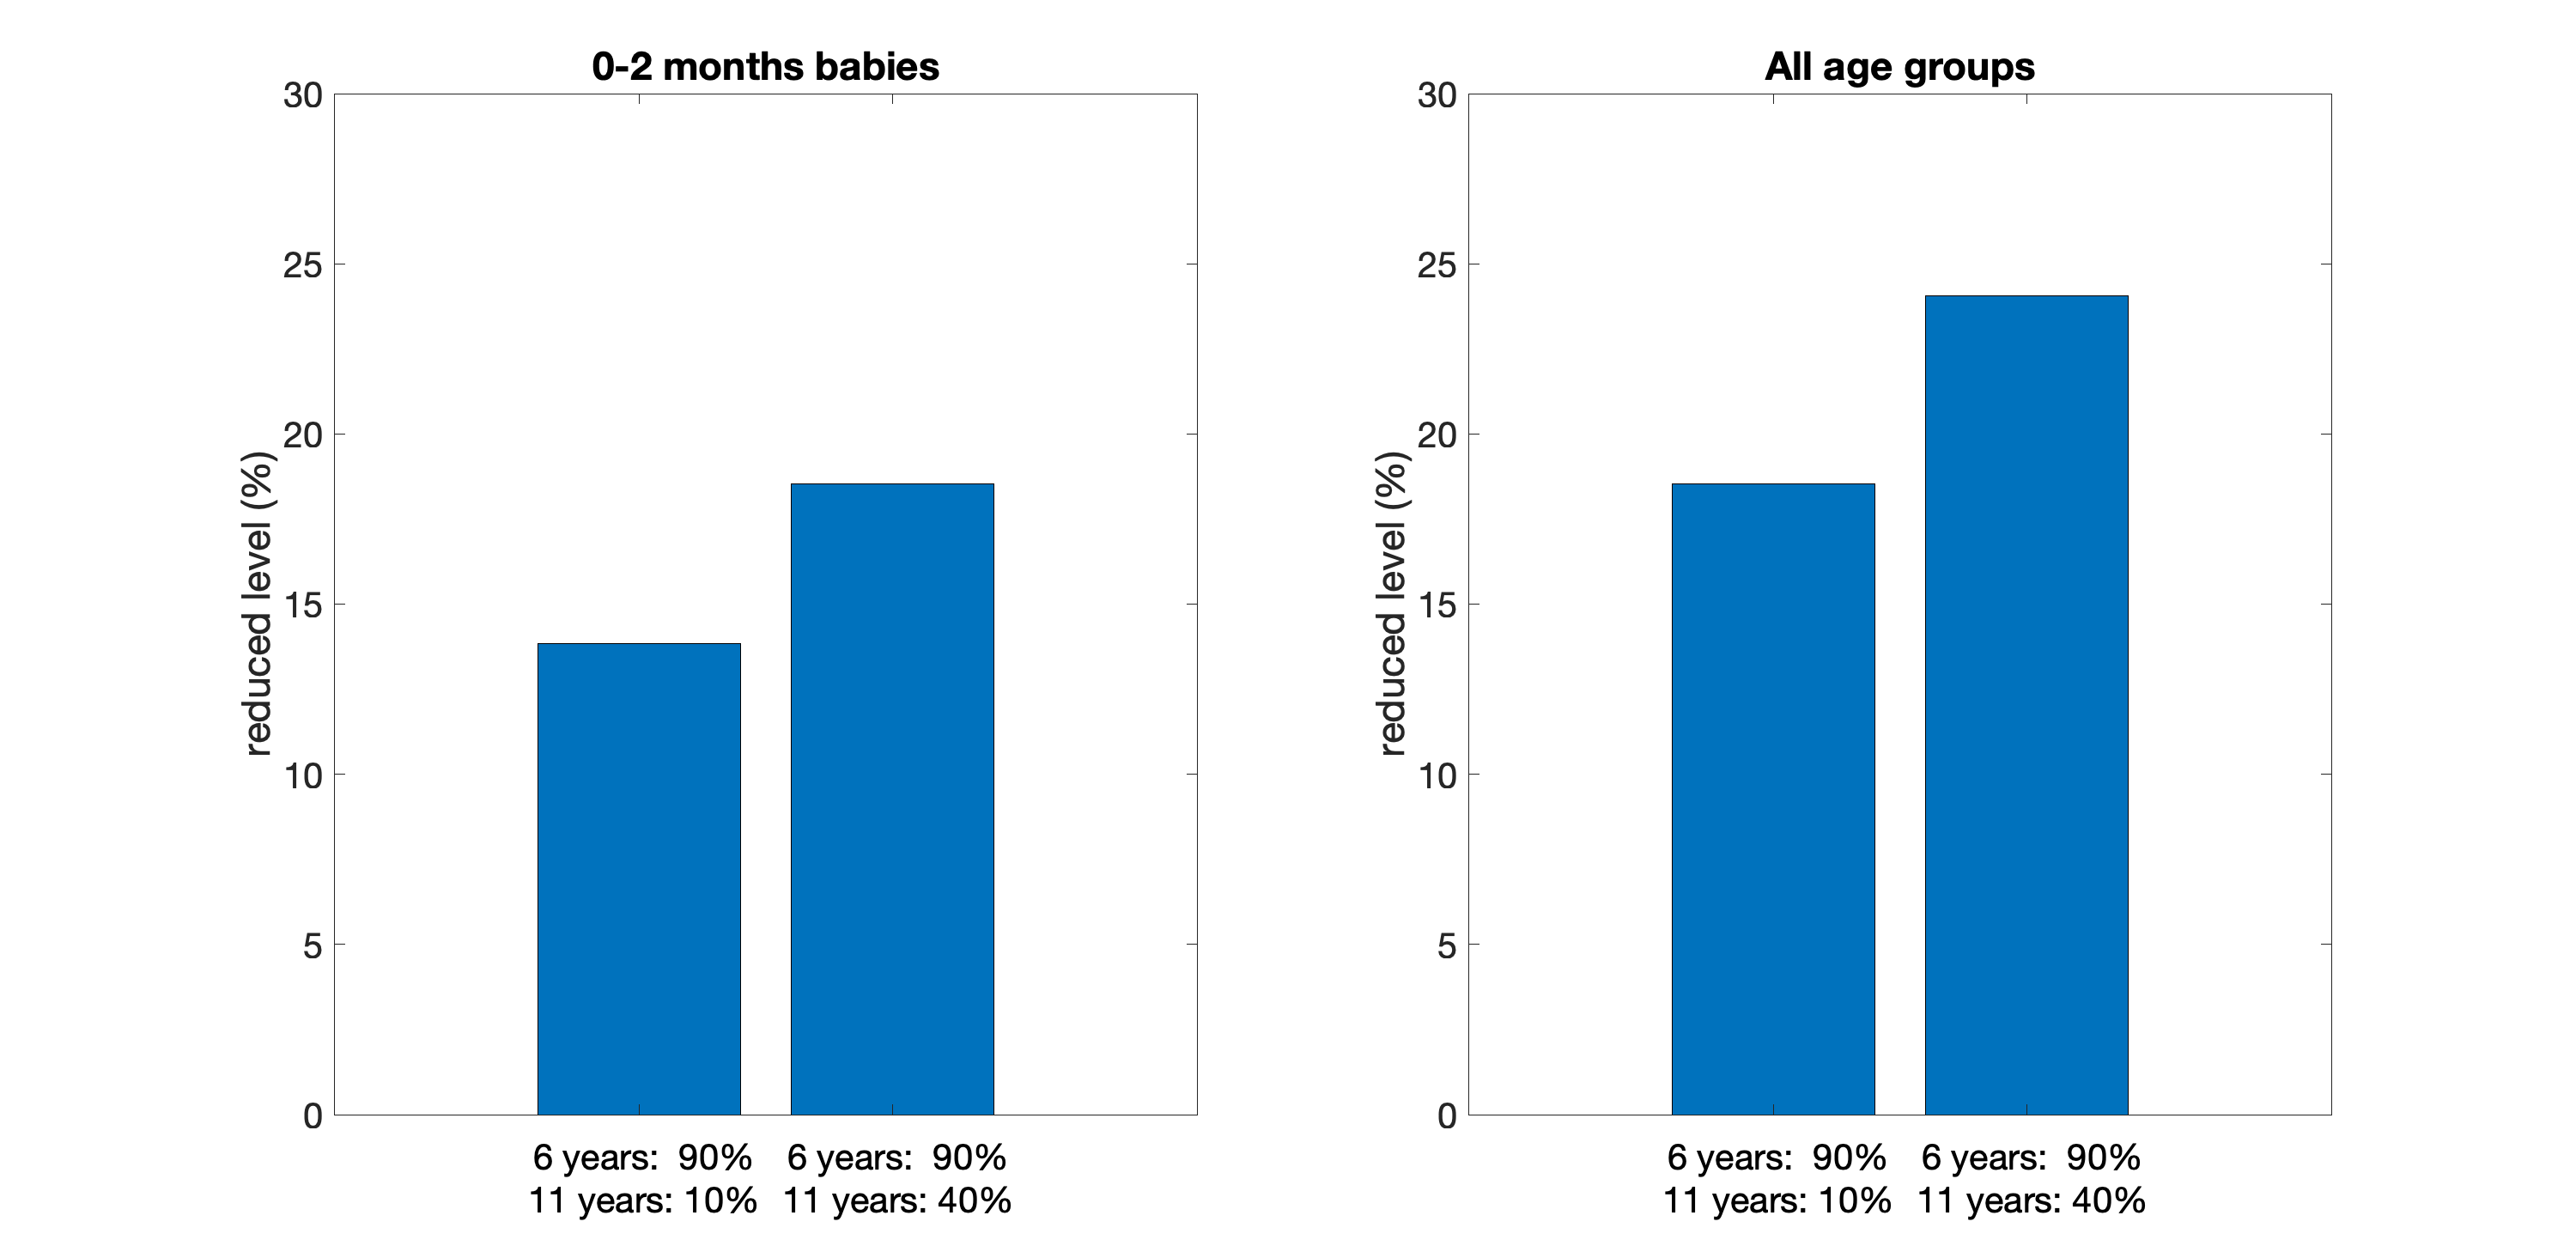 0-2 months babies
30
25
20
15
10
5
0
reduced level (%)
6 years:  90%
11 years: 10%
6 years:  90%
11 years: 40%
All age groups
30
25
20
15
10
5
0
reduced level (%)
6 years:  90%
11 years: 10%
6 years:  90%
11 years: 40%